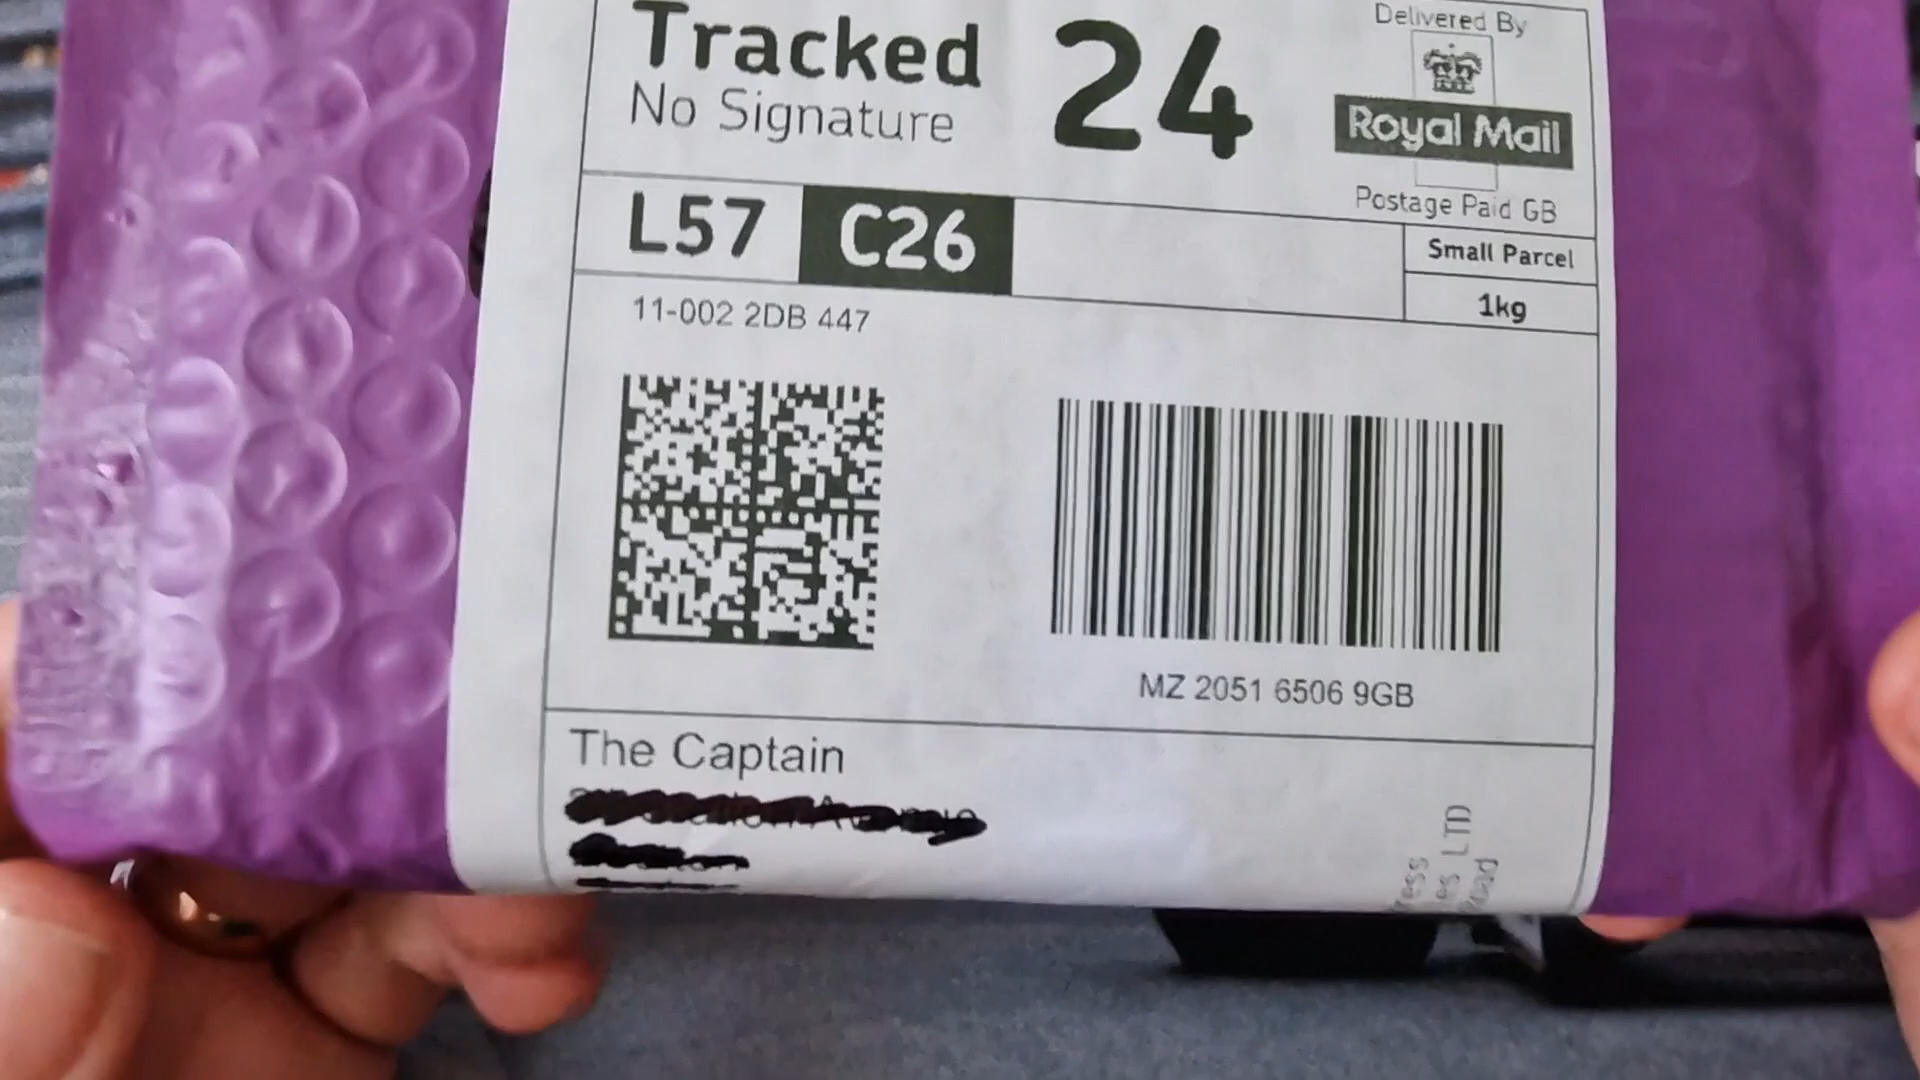 Tracked 24
No Signature
Delivered By
Royal Mail
Postage Paid GB
L57 C26
Small Parcel
1kg
11-002 2DB 447
MZ 2051 6506 9GB
The Captain
LTD